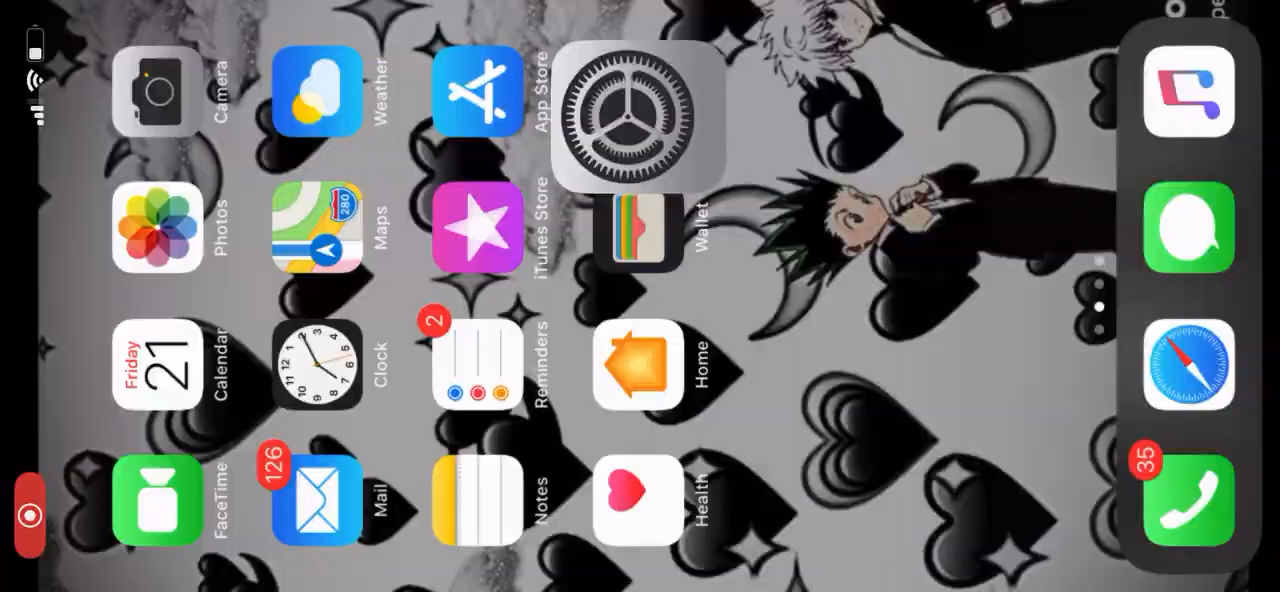 Friday
21
FaceTime Calendar Photos Camera
126
280
Mail Clock Maps Weather
2
Notes Reminders iTunes Store App Store
Health Home Wallet
35